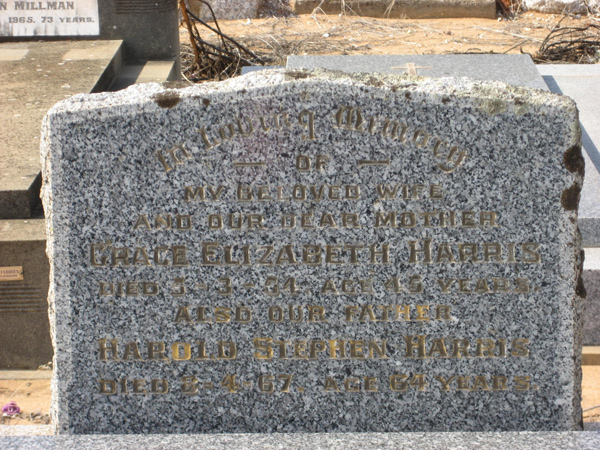 N MILLMAN
1965, 73 YEARS.
In Loving Memory
— OF —
MY BELOVED WIFE
AND OUR DEAR MOTHER
GRACE ELIZABETH HARRIS
DIED 3-3-34. AGE 45 YEARS.
ALSO OUR FATHER
HAROLD STEPHEN HARRIS
DIED 2-4-67. AGE 64 YEARS.